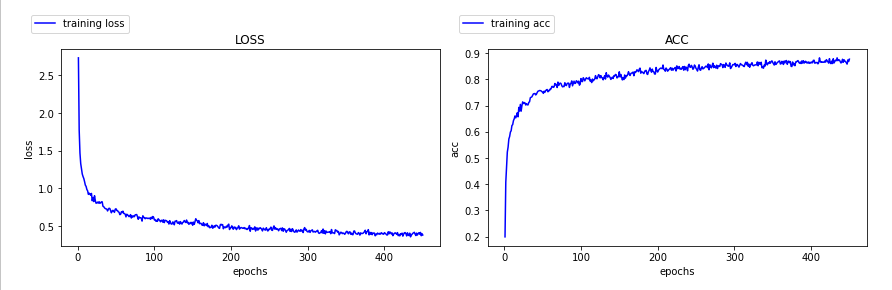 training loss
LOSS
2.5
2.0
1.5
1.0
0.5
loss
0 100 200 300 400
epochs
training acc
ACC
0.9
0.8
0.7
0.6
0.5
0.4
0.3
0.2
acc
0 100 200 300 400
epochs